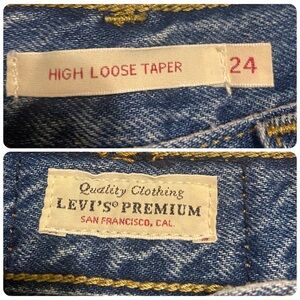 HIGH LOOSE TAPER 24
Quality Clothing
LEVI'S® PREMIUM
SAN FRANCISCO, CAL.